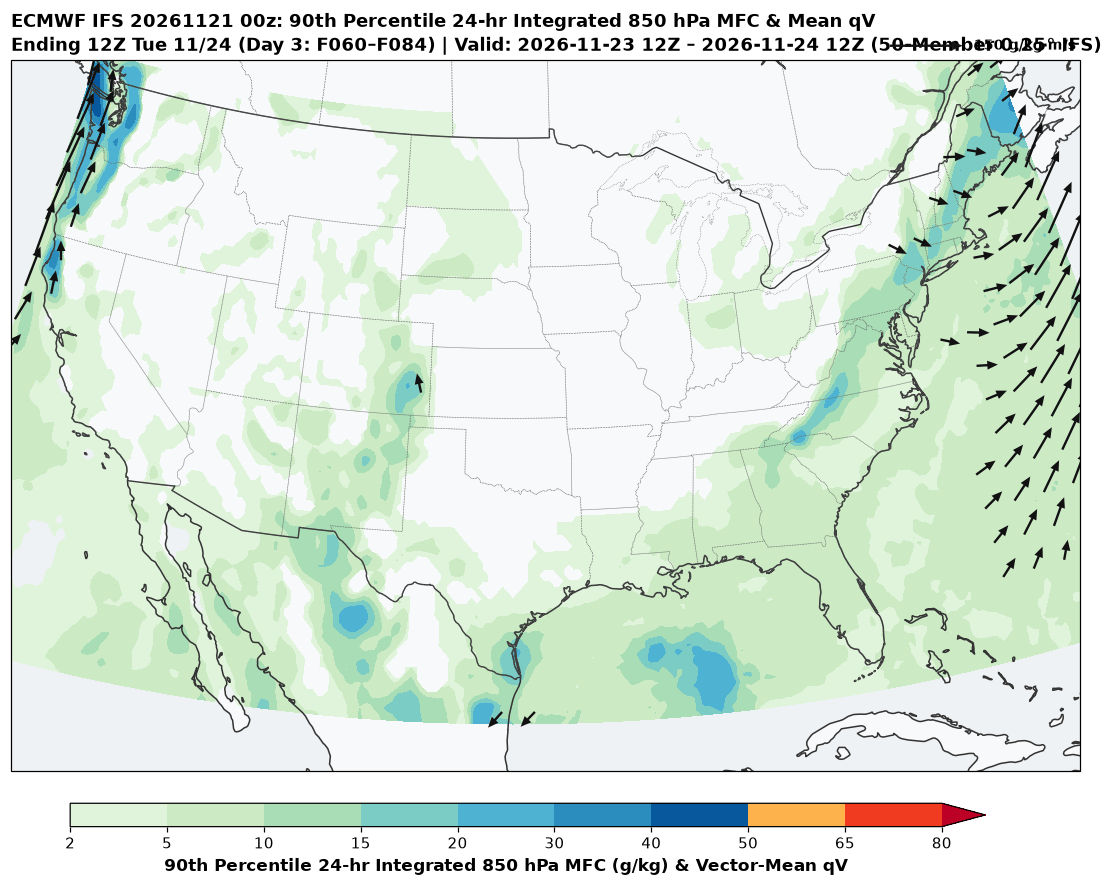 ECMWF IFS 20261121 00z: 90th Percentile 24-hr Integrated 850 hPa MFC & Mean qV
Ending 12Z Tue 11/24 (Day 3: F060–F084) | Valid: 2026-11-23 12Z – 2026-11-24 12Z (50-Member 0.25° IFS)
150 g/kg m/s
2 5 10 15 20 30 40 50 65 80
90th Percentile 24-hr Integrated 850 hPa MFC (g/kg) & Vector-Mean qV